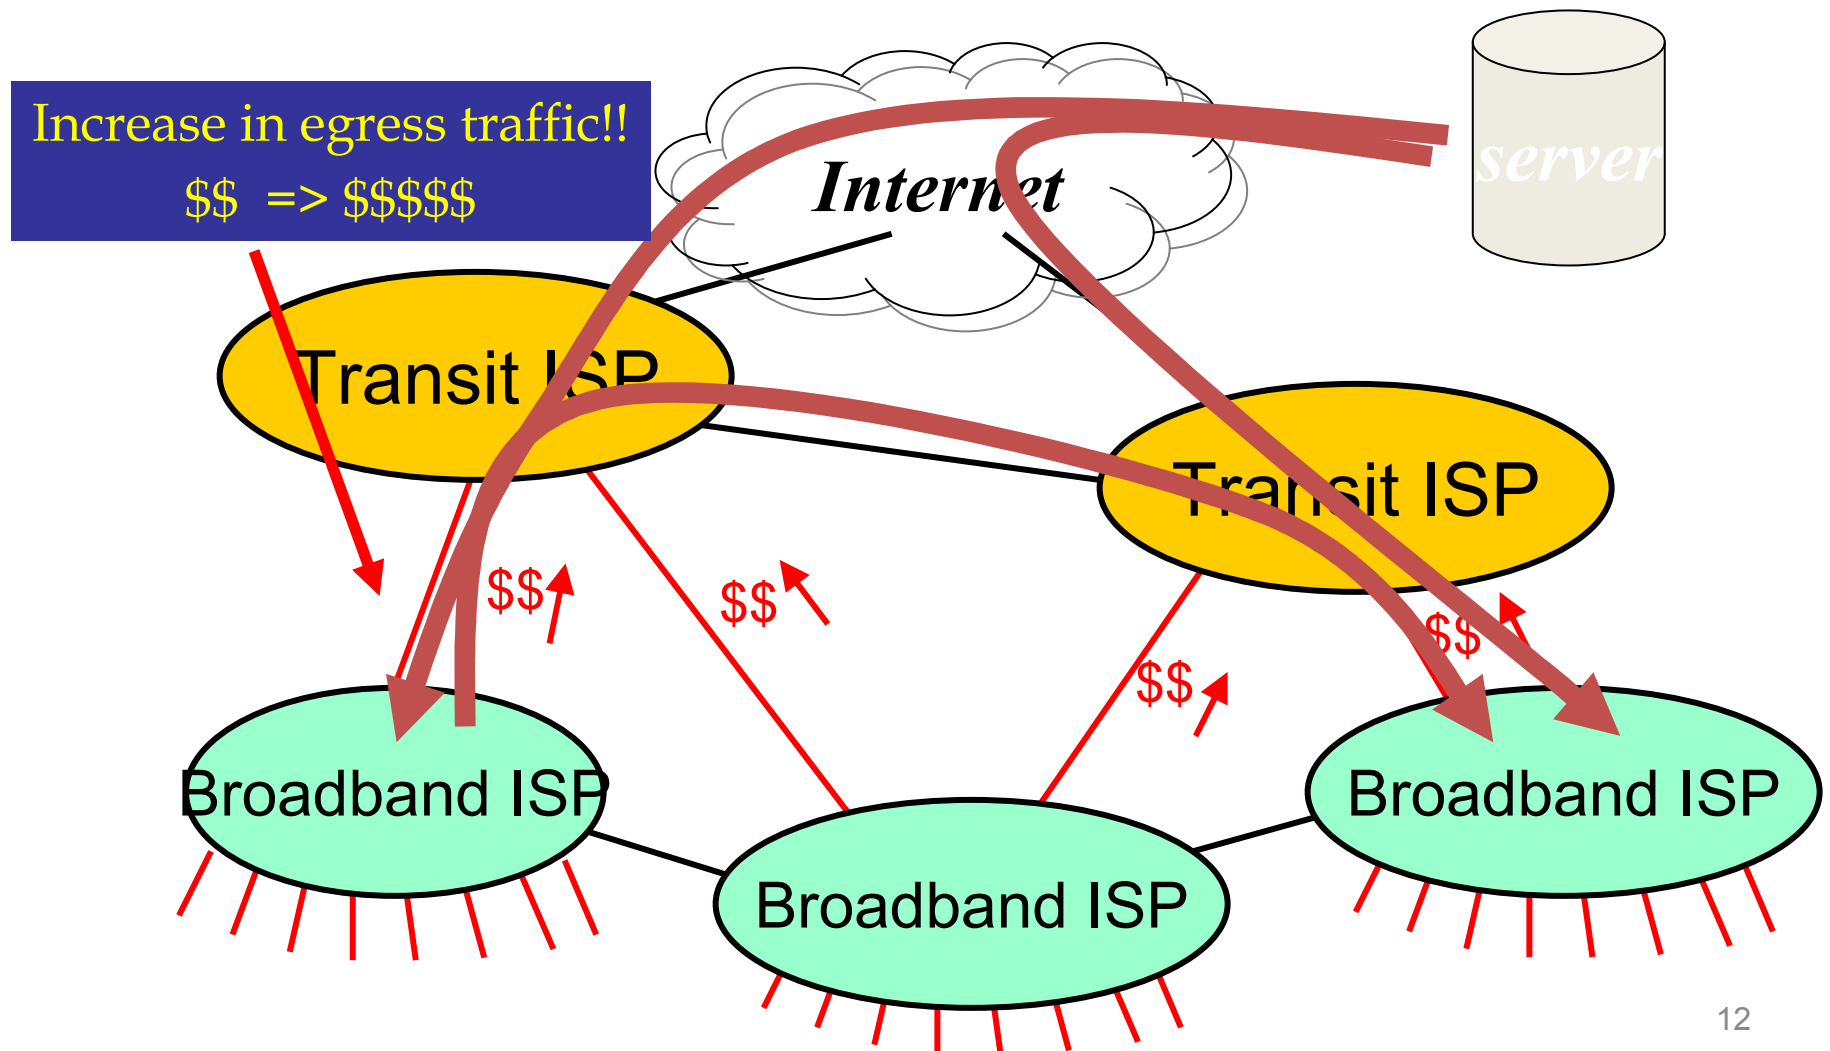 Increase in egress traffic!!
$$ => $$$$$
Internet
server
Transit ISP
Transit ISP
$$
$$
$$
$$
Broadband ISP
Broadband ISP
Broadband ISP
12